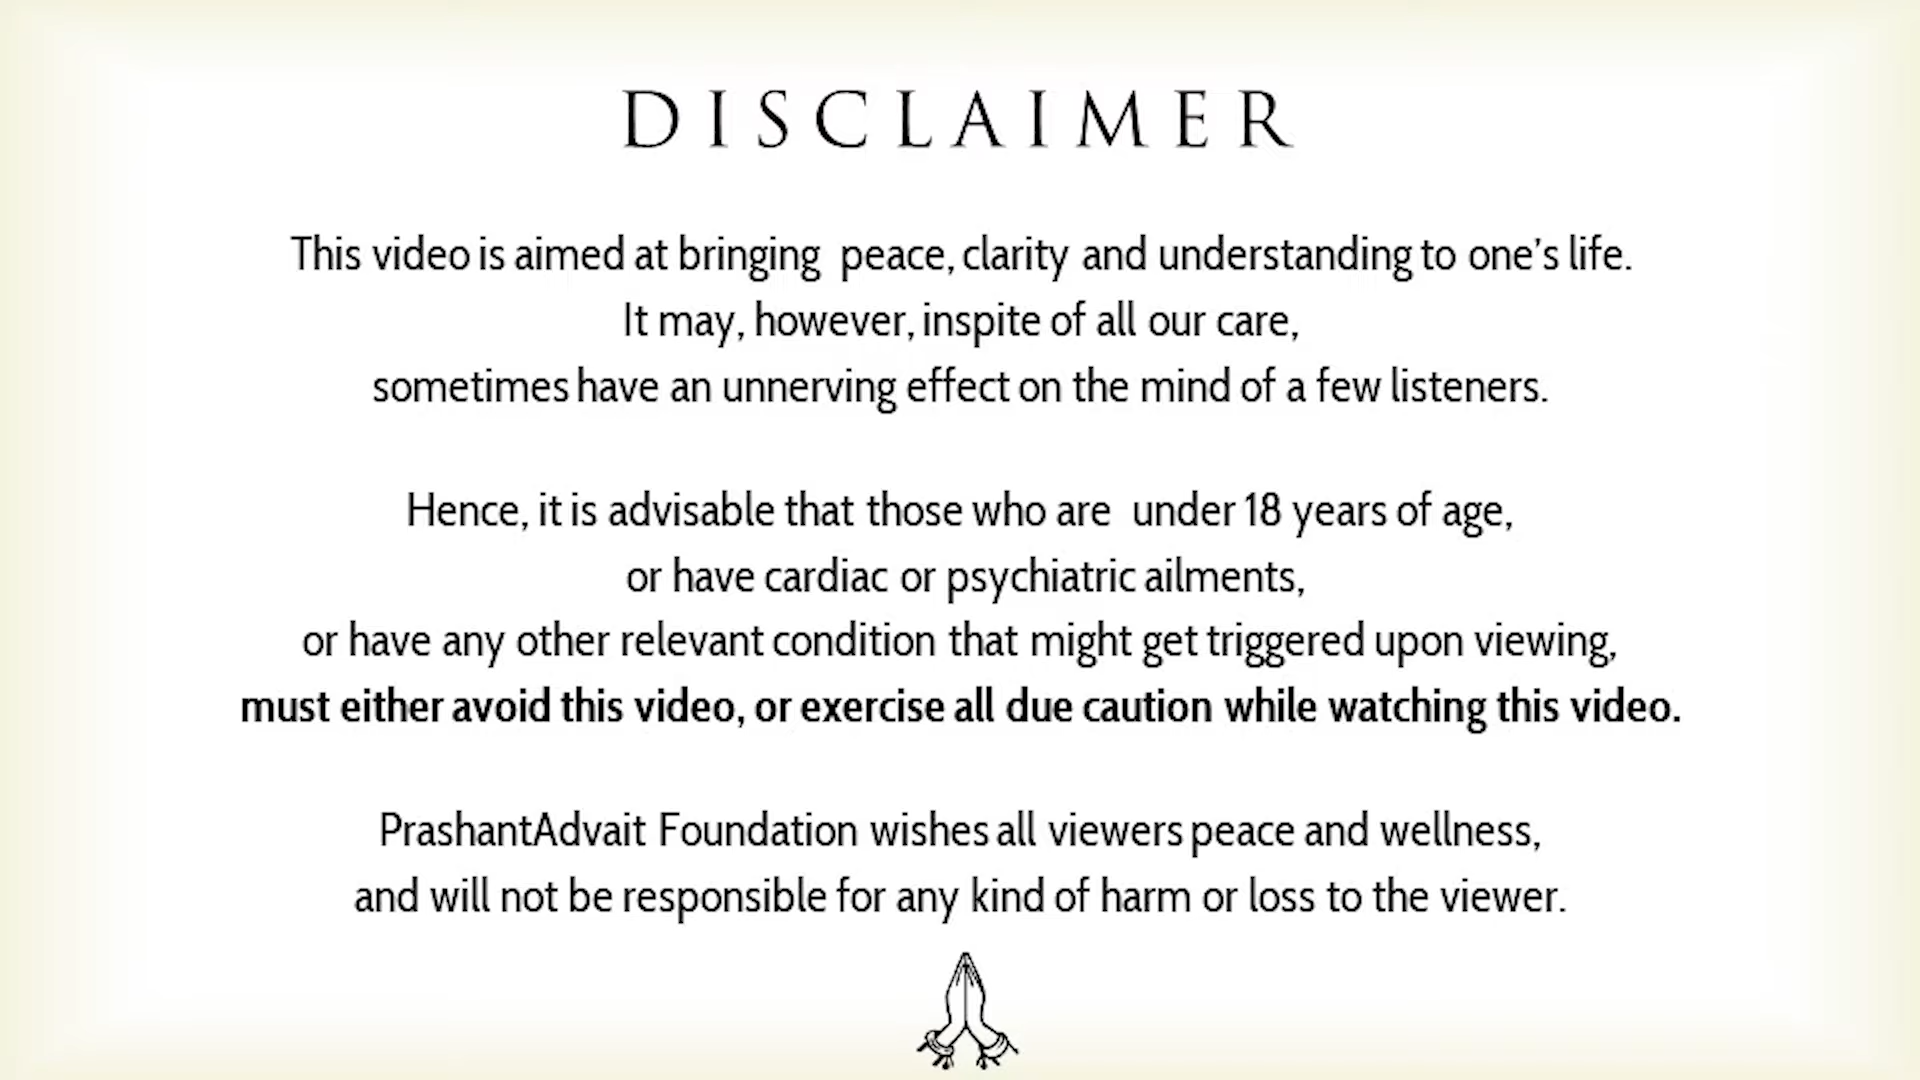 DISCLAIMER
This video is aimed at bringing peace, clarity and understanding to one's life.
It may, however, inspite of all our care,
sometimes have an unnerving effect on the mind of a few listeners.
Hence, it is advisable that those who are under 18 years of age,
or have cardiac or psychiatric ailments,
or have any other relevant condition that might get triggered upon viewing,
must either avoid this video, or exercise all due caution while watching this video.
PrashantAdvait Foundation wishes all viewers peace and wellness,
and will not be responsible for any kind of harm or loss to the viewer.